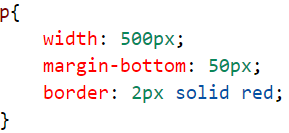 p{
    width: 500px;
    margin-bottom: 50px;
    border: 2px solid red;
}